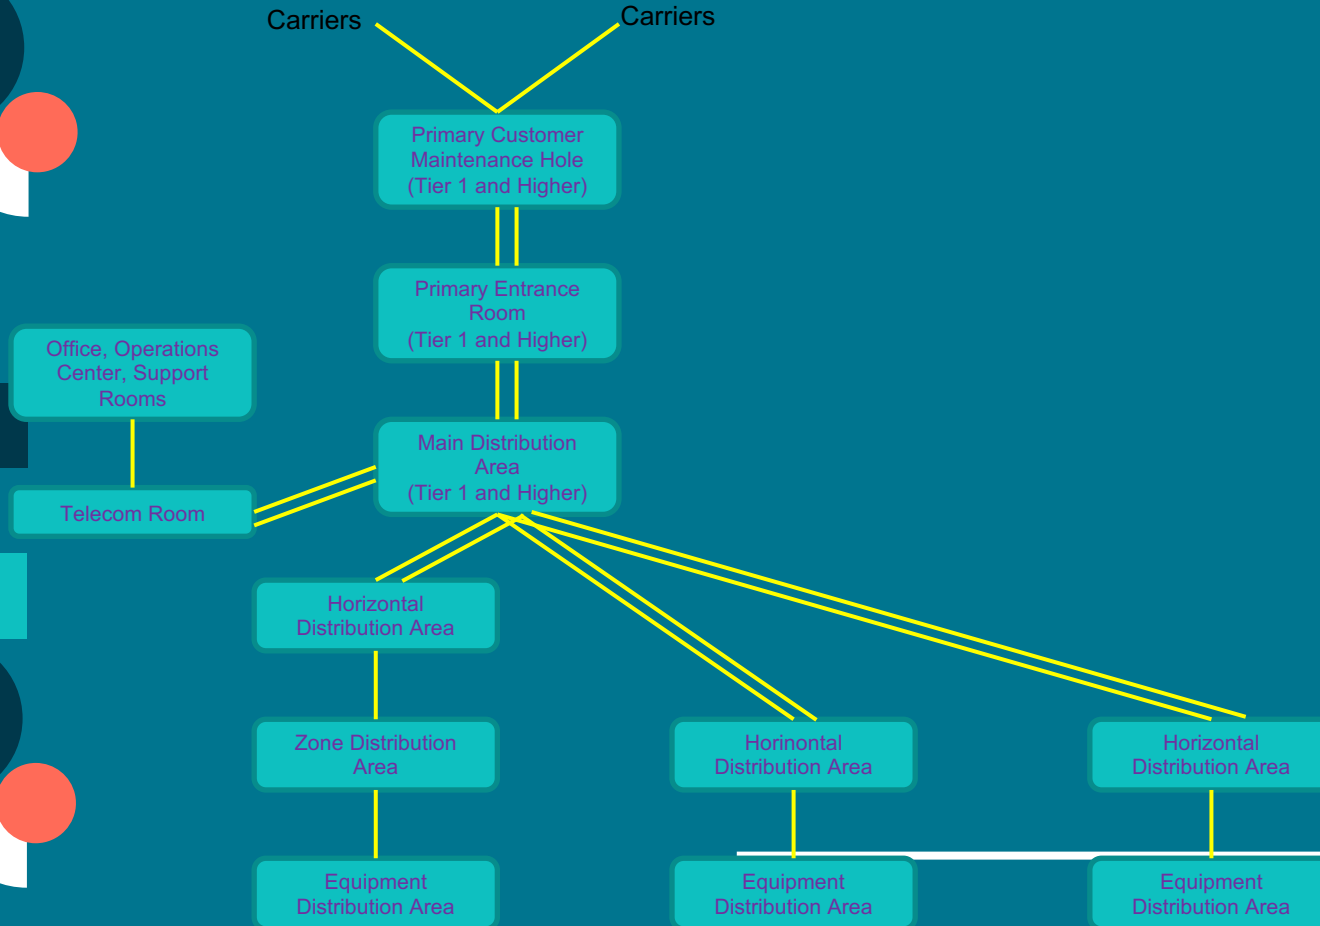 Carriers
Carriers
Primary Customer
Maintenance Hole
(Tier 1 and Higher)
Primary Entrance
Room
(Tier 1 and Higher)
Office, Operations
Center, Support
Rooms
Main Distribution
Area
(Tier 1 and Higher)
Telecom Room
Horizontal
Distribution Area
Zone Distribution
Area
Horinontal
Distribution Area
Horizontal
Distribution Area
Equipment
Distribution Area
Equipment
Distribution Area
Equipment
Distribution Area